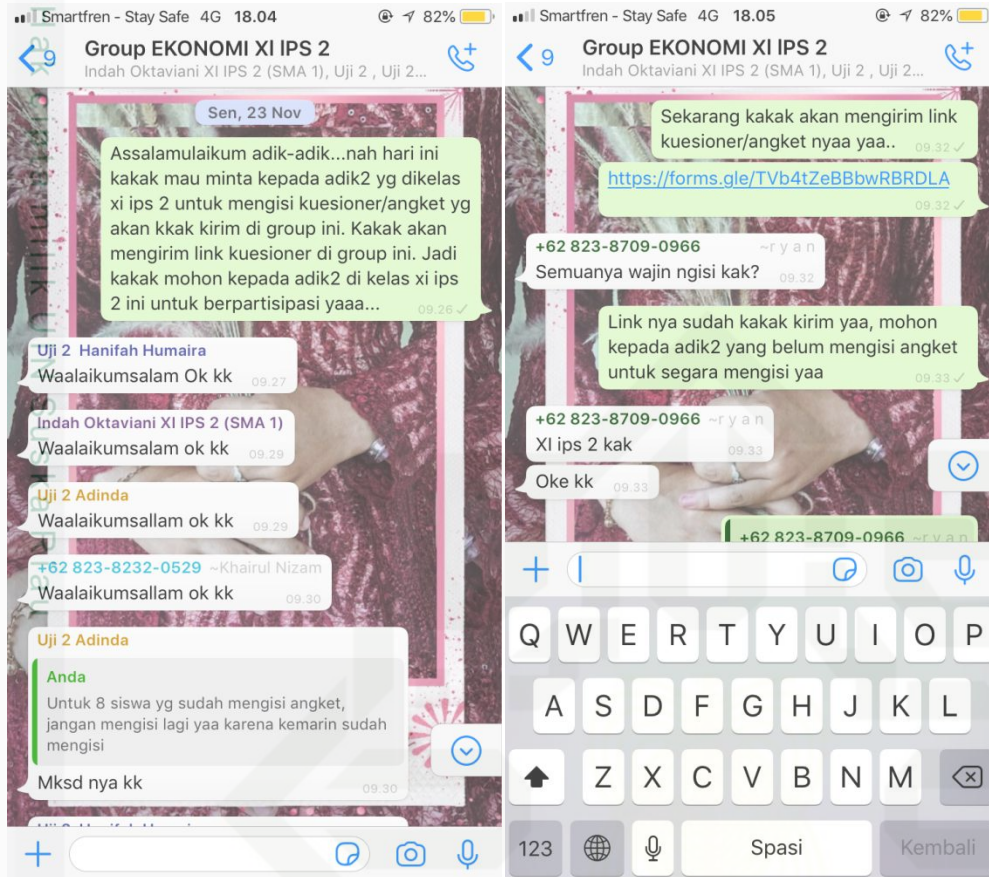 Smartfren - Stay Safe 4G 18.04 82%
9
Group EKONOMI XI IPS 2
Indah Oktaviani XI IPS 2 (SMA 1), Uji 2 , Uji 2...
Sen, 23 Nov
Assalamulaikum adik-adik...nah hari ini
kakak mau minta kepada adik2 yg dikelas
xi ips 2 untuk mengisi kuesioner/angket yg
akan kkak kirim di group ini. Kakak akan
mengirim link kuesioner di group ini. Jadi
kakak mohon kepada adik2 di kelas xi ips
2 ini untuk berpartisipasi yaaa... 09.26
Uji 2 Hanifah Humaira
Waalaikumsalam Ok kk 09.27
Indah Oktaviani XI IPS 2 (SMA 1)
Waalaikumsalam ok kk 09.29
Uji 2 Adinda
Waalaikumsallam ok kk 09.29
+62 823-8232-0529 ~Khairul Nizam
Waalaikumsallam ok kk 09.30
Uji 2 Adinda
Anda
Untuk 8 siswa yg sudah mengisi angket,
jangan mengisi lagi yaa karena kemarin sudah
mengisi
Mksd nya kk 09.30
Smartfren - Stay Safe 4G 18.05 82%
9
Group EKONOMI XI IPS 2
Indah Oktaviani XI IPS 2 (SMA 1), Uji 2 , Uji 2...
Sekarang kakak akan mengirim link
kuesioner/angket nyaa yaa.. 09.32
https://forms.gle/TVb4tZeBBbwRBRDLA
09.32
+62 823-8709-0966 ~r y a n
Semuanya wajin ngisi kak? 09.32
Link nya sudah kakak kirim yaa, mohon
kepada adik2 yang belum mengisi angket
untuk segara mengisi yaa 09.33
+62 823-8709-0966 ~r y a n
XI ips 2 kak 09.33
Oke kk 09.33
+62 823-8709-0966 ~r y a n
Q W E R T Y U I O P
A S D F G H J K L
Z X C V B N M
123 Spasi Kembali